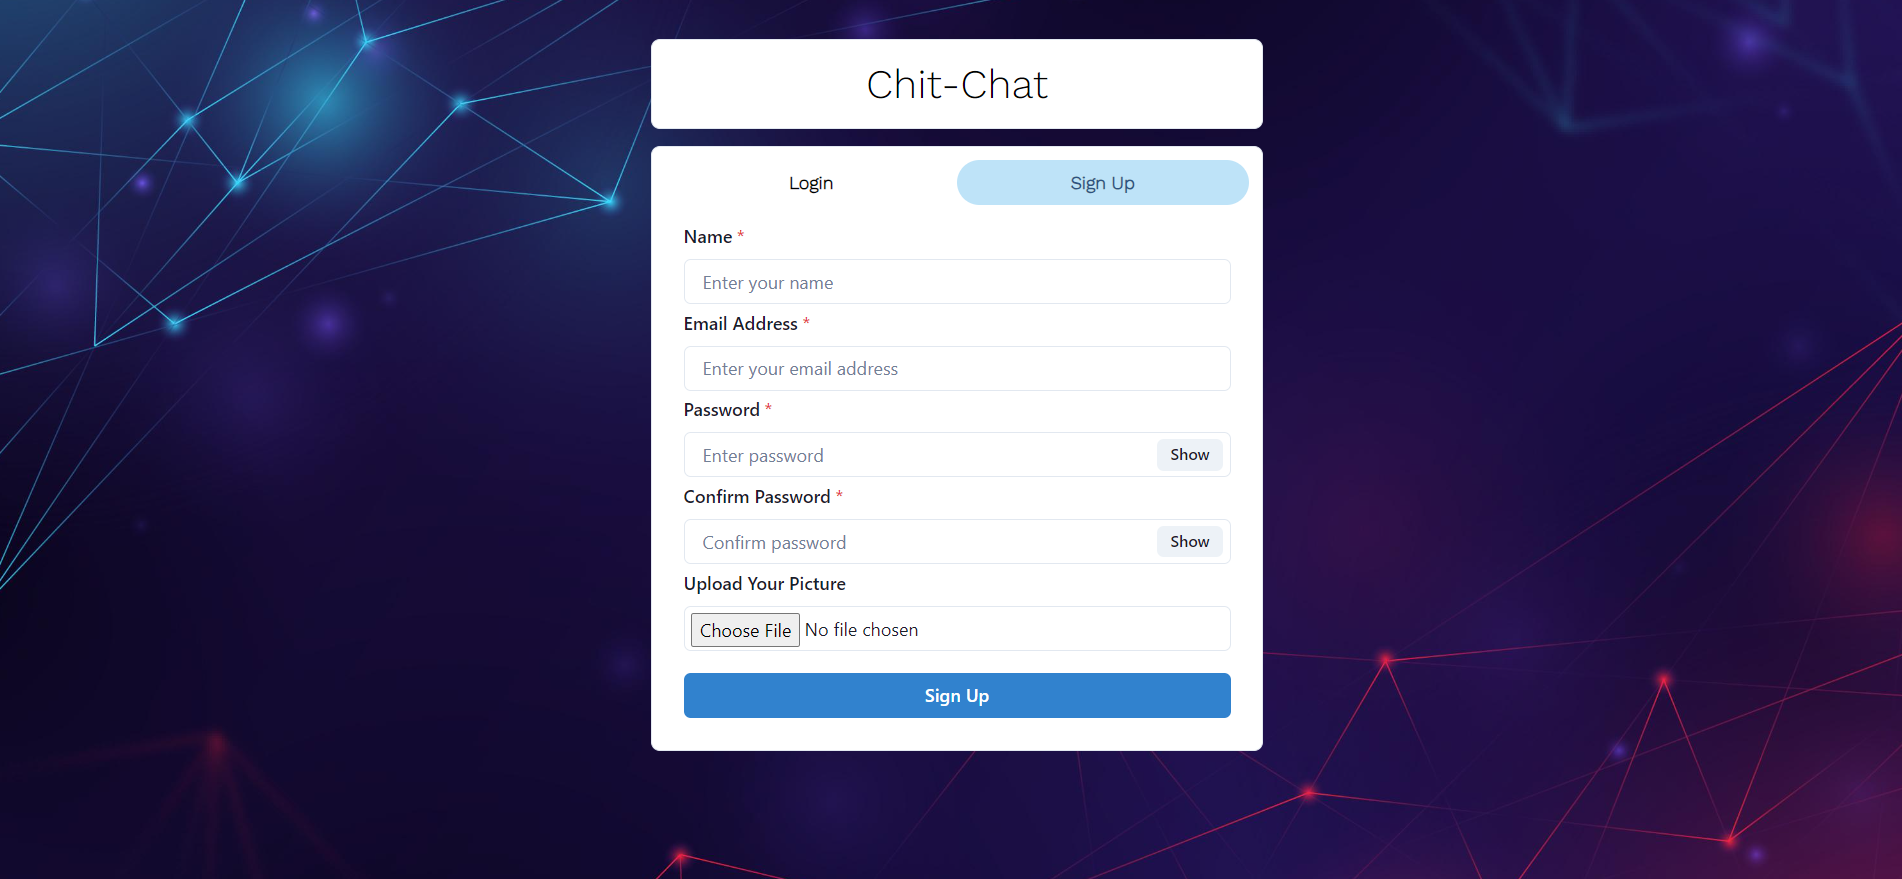 Chit-Chat
Login Sign Up
Name *
Enter your name
Email Address *
Enter your email address
Password *
Enter password Show
Confirm Password *
Confirm password Show
Upload Your Picture
Choose File No file chosen
Sign Up